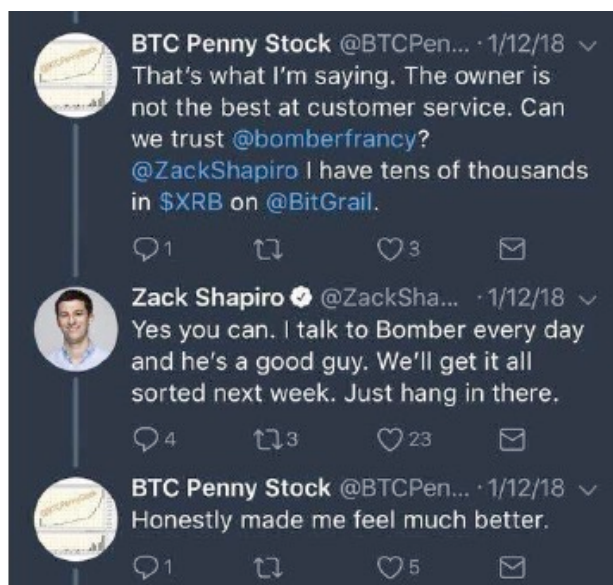 BTC Penny Stock @BTCPen... · 1/12/18
That's what I'm saying. The owner is
not the best at customer service. Can
we trust @bomberfrancy?
@ZackShapiro I have tens of thousands
in $XRB on @BitGrail.
1 3
Zack Shapiro @ZackSha... · 1/12/18
Yes you can. I talk to Bomber every day
and he's a good guy. We'll get it all
sorted next week. Just hang in there.
4 3 23
BTC Penny Stock @BTCPen... · 1/12/18
Honestly made me feel much better.
1 5